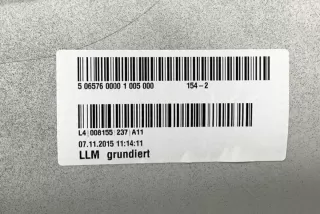 5 06576 0000 1 005 000 154-2
L4 008155 237 A11
07.11.2015 11:14:11
LLM grundiert